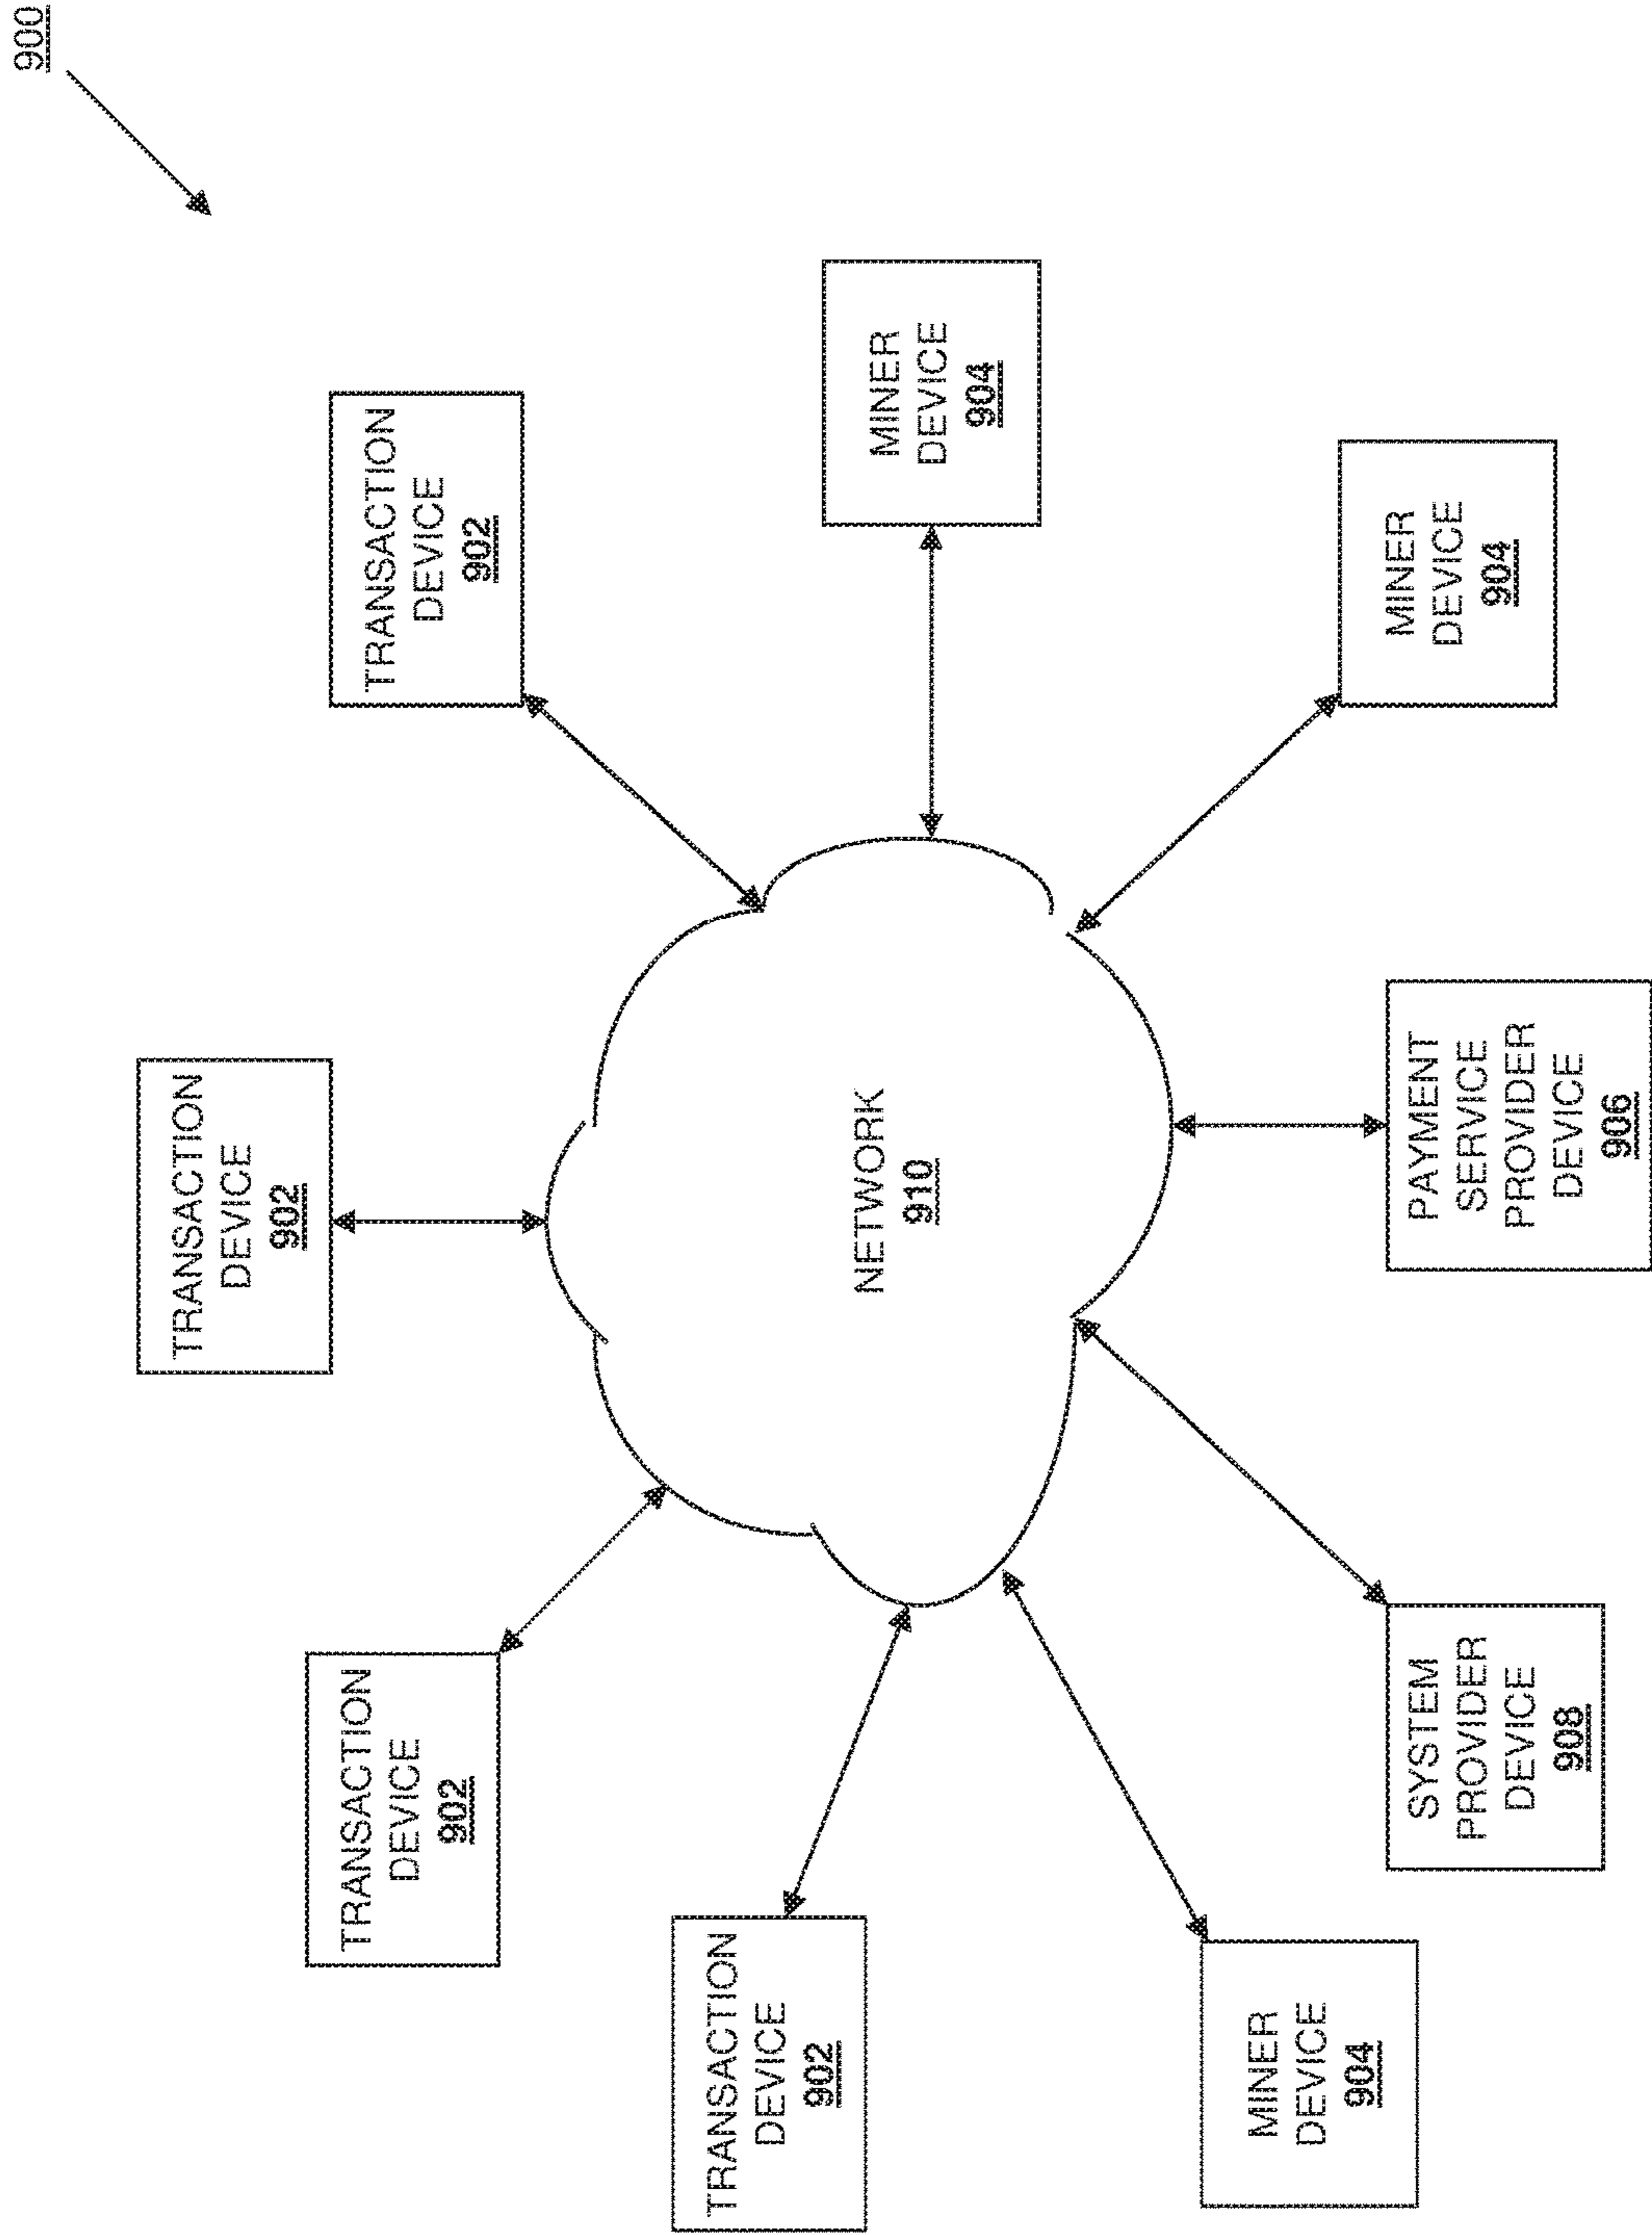 900
TRANSACTION
DEVICE
902
TRANSACTION
DEVICE
902
TRANSACTION
DEVICE
902
TRANSACTION
DEVICE
902
NETWORK
910
MINER
DEVICE
904
MINER
DEVICE
904
SYSTEM
PROVIDER
DEVICE
908
PAYMENT
SERVICE
PROVIDER
DEVICE
906
MINER
DEVICE
904